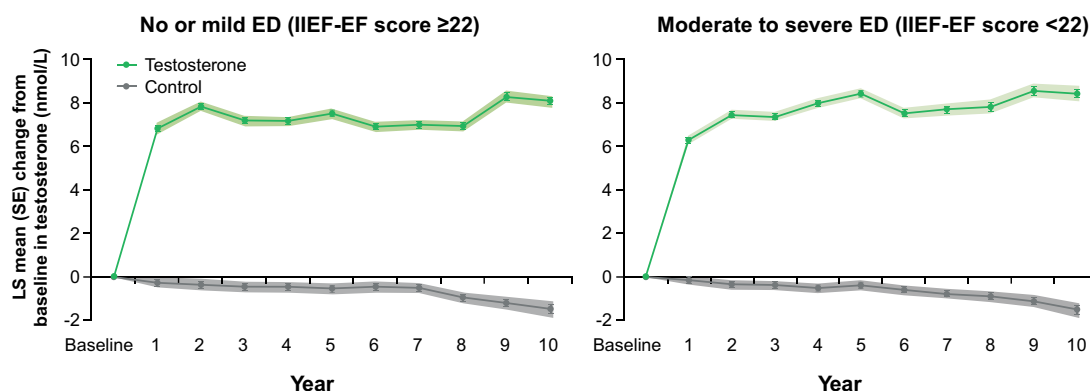 No or mild ED (IIEF-EF score ≥22)
LS mean (SE) change from
baseline in testosterone (nmol/L)
10
8
6
4
2
0
-2
Testosterone
Control
Baseline 1 2 3 4 5 6 7 8 9 10
Year
Moderate to severe ED (IIEF-EF score <22)
10
8
6
4
2
0
-2
Baseline 1 2 3 4 5 6 7 8 9 10
Year